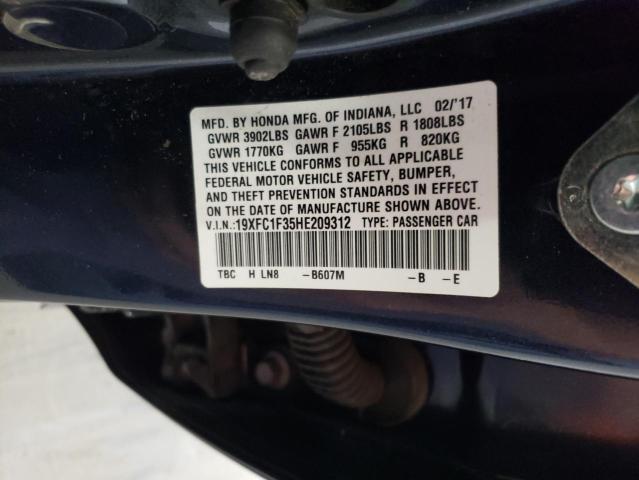 MFD. BY HONDA MFG. OF INDIANA, LLC 02/'17
GVWR 3902LBS GAWR F 2105LBS R 1808LBS
GVWR 1770KG GAWR F 955KG R 820KG
THIS VEHICLE CONFORMS TO ALL APPLICABLE
FEDERAL MOTOR VEHICLE SAFETY, BUMPER,
AND THEFT PREVENTION STANDARDS IN EFFECT
ON THE DATE OF MANUFACTURE SHOWN ABOVE.
V.I.N.:19XFC1F35HE209312 TYPE: PASSENGER CAR
TBC H LN8 -B607M -B -E